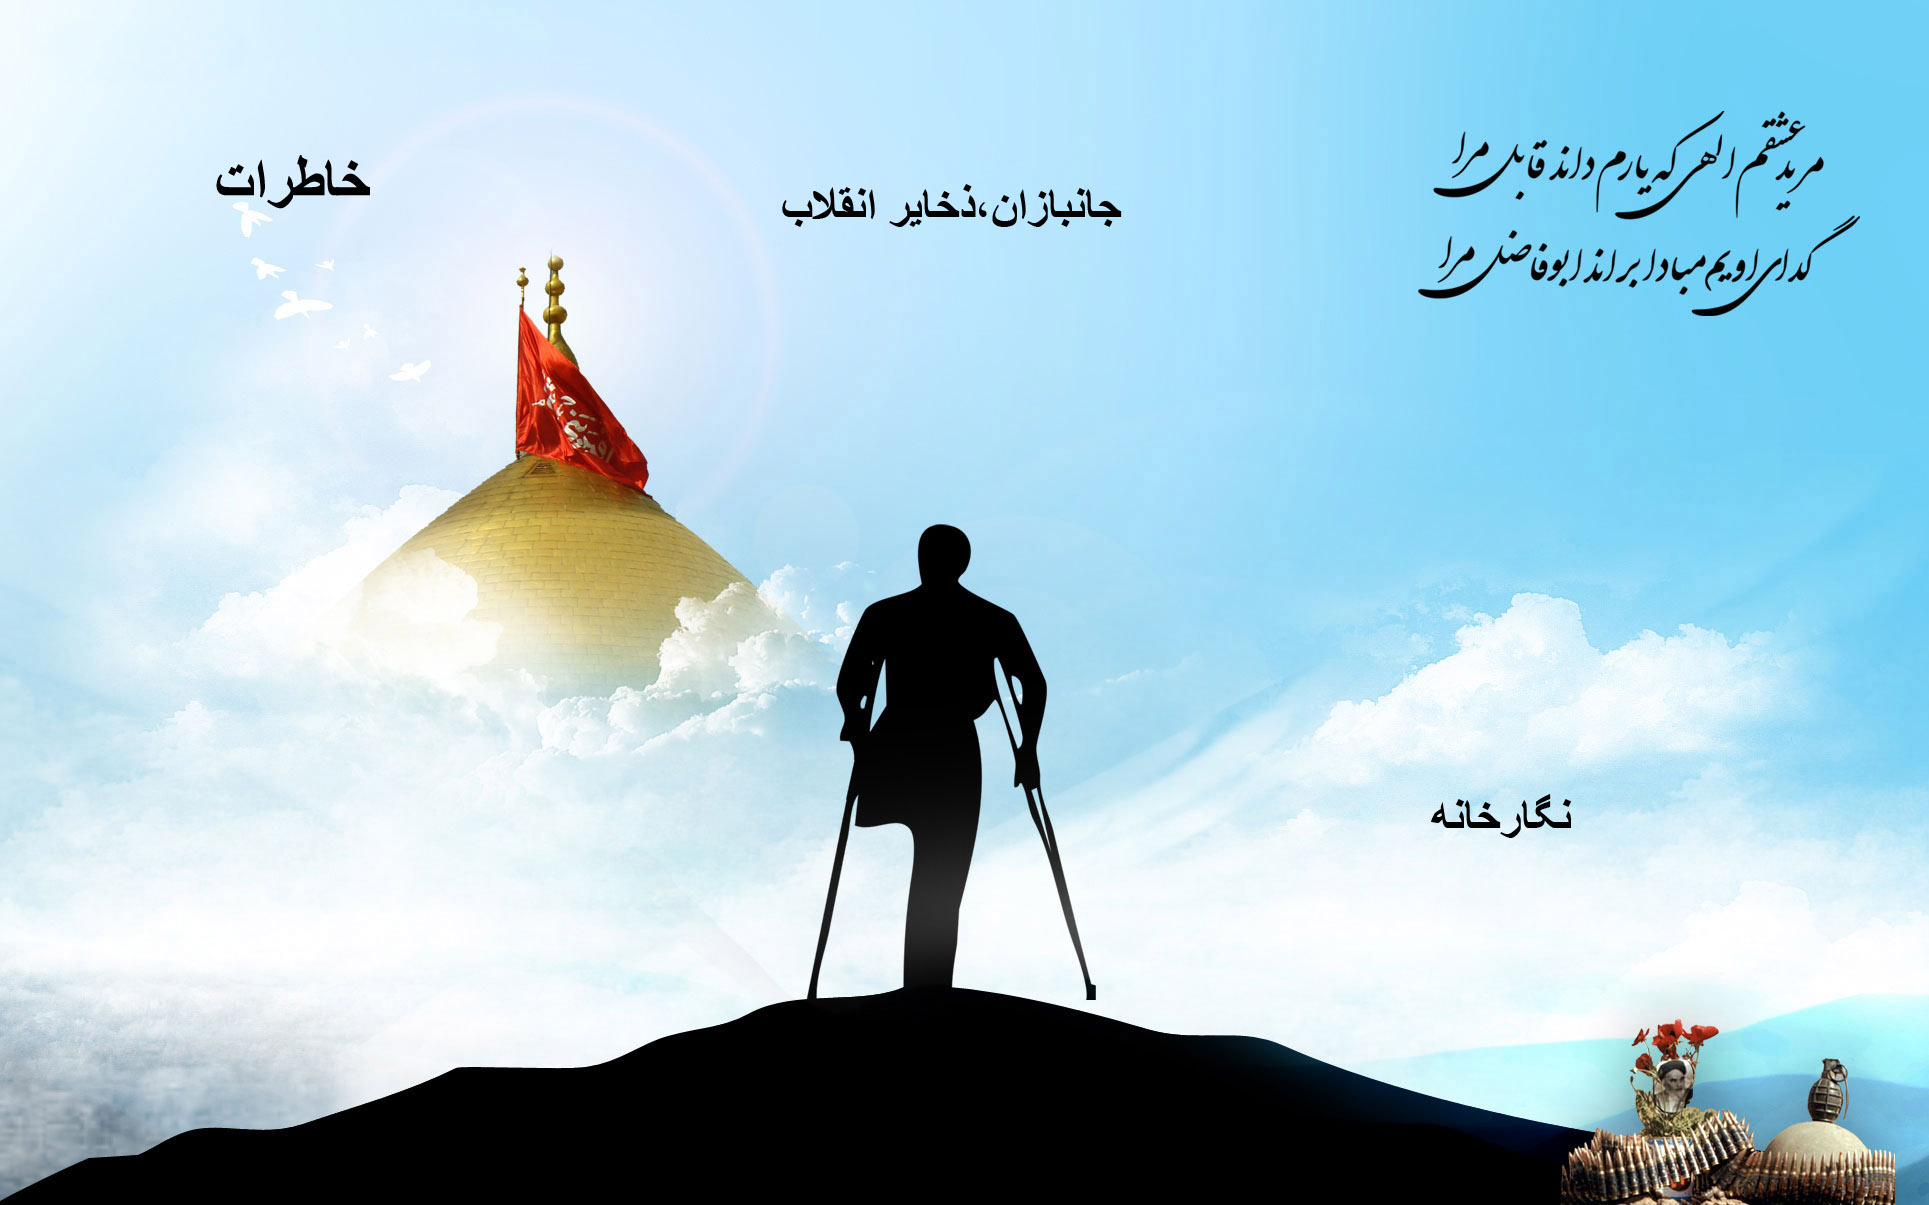 مرید عشقم الهی که یارم داند قابل مرا
گدای اویم مبادا براند ابوفاضل مرا
جانبازان،ذخایر انقلاب
خاطرات
نگارخانه